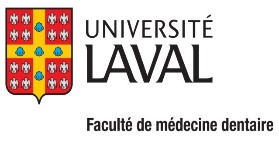 UNIVERSITÉ
LAVAL
Faculté de médecine dentaire